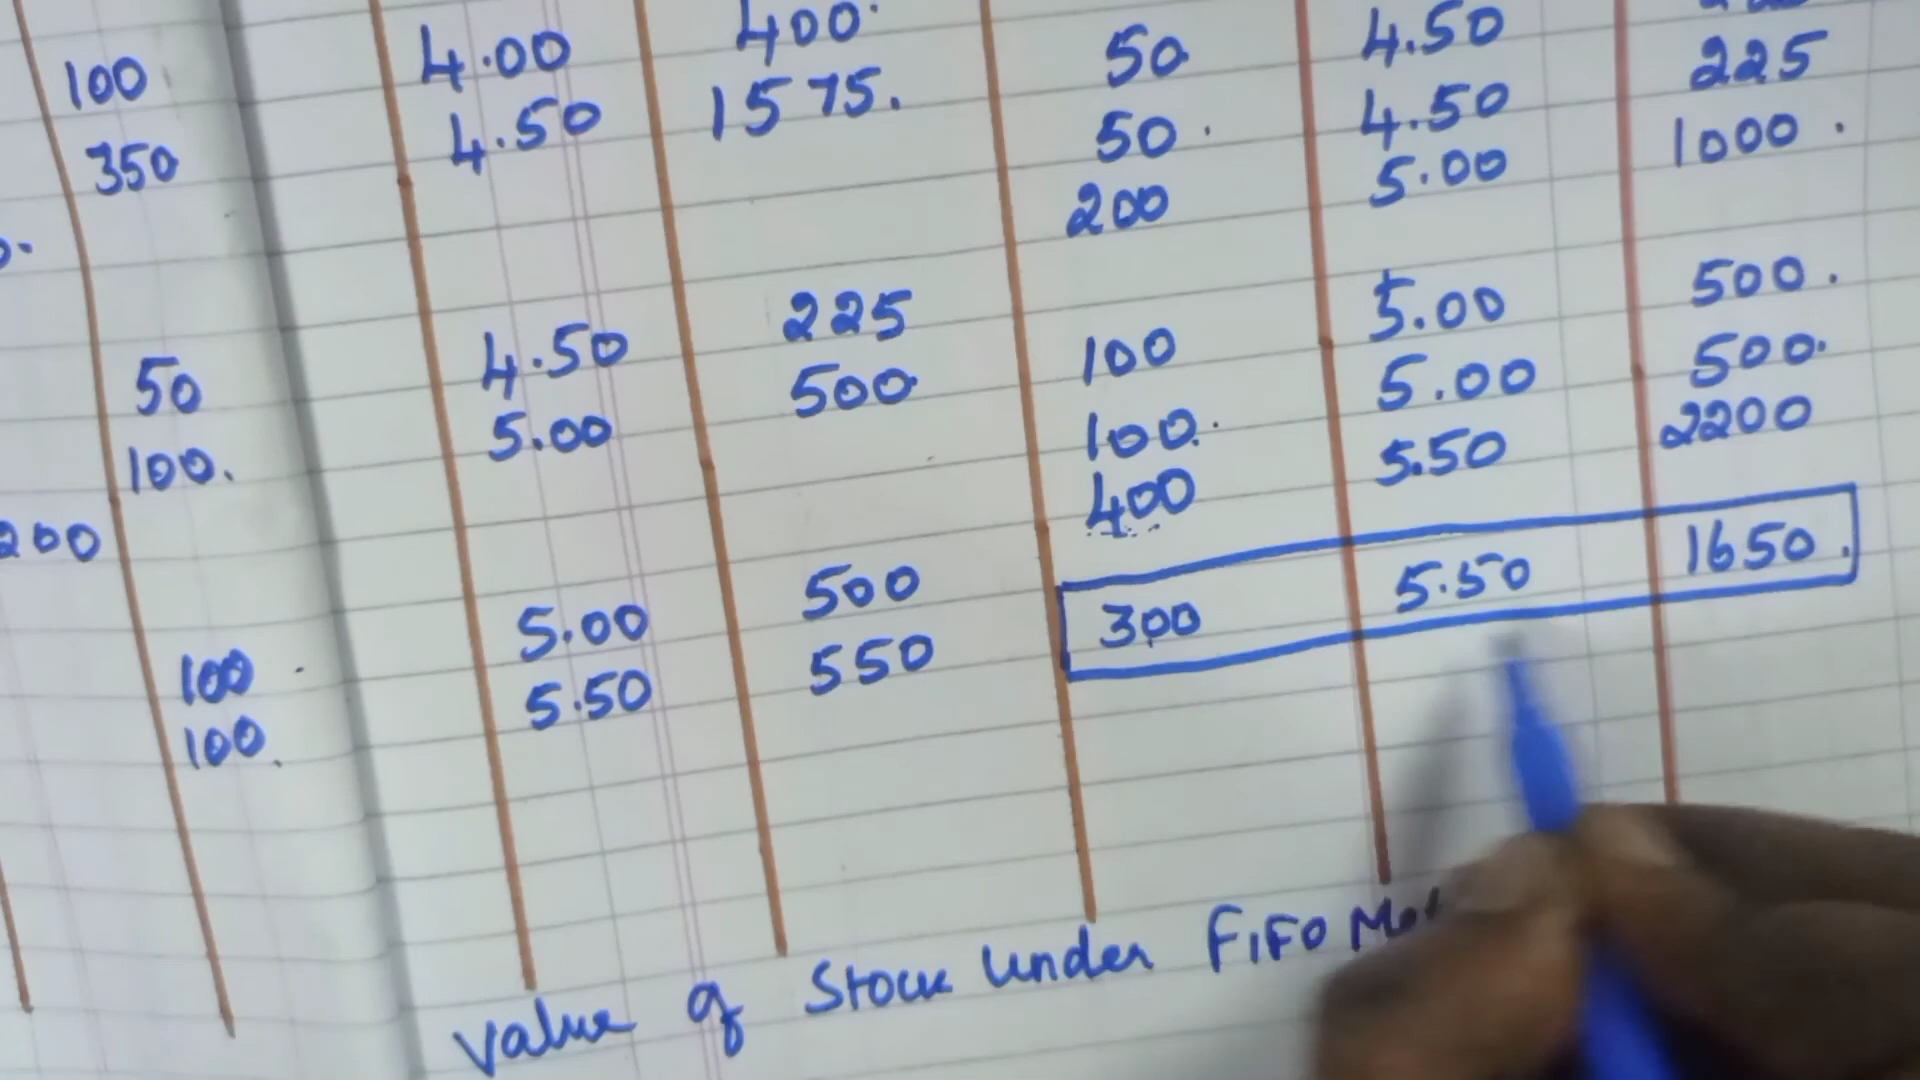 100 4.00 400. 50 4.50
350 4.50 1575. 50. 4.50 225
200 5.00 1000.
50 4.50 225 100 5.00 500.
100. 5.00 500 100. 5.00 500.
200 400 5.50 2200
100 5.00 500 300 5.50 1650.
100. 5.50 550
Value of Stock Under FIFO